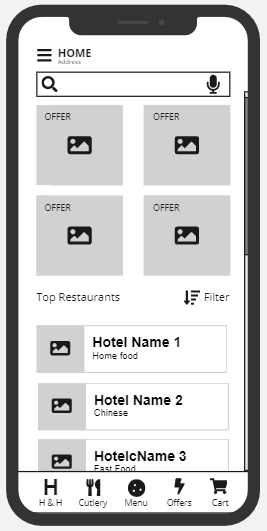 HOME
Address
OFFER
OFFER
OFFER
OFFER
Top Restaurants
Filter
Hotel Name 1
Home food
Hotel Name 2
Chinese
HotelcName 3
Fast Food
H
H & H
Cutlery
Menu
Offers
Cart